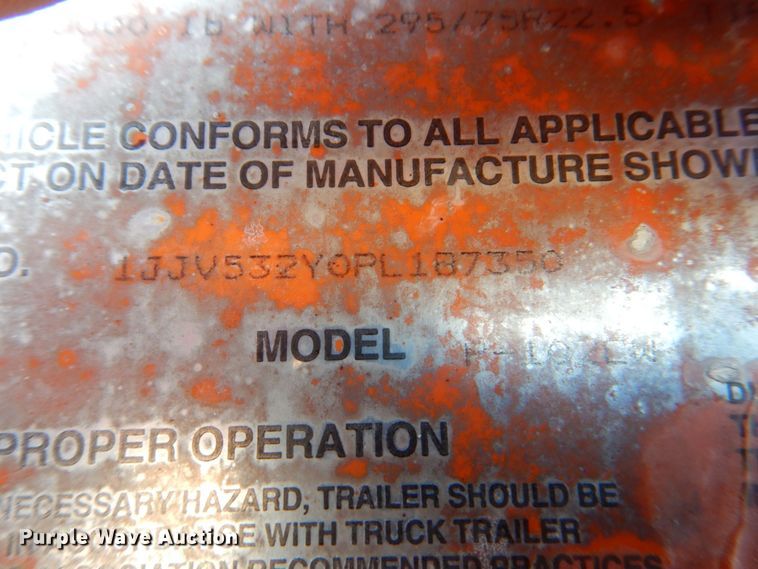 WITH 295/75R22.5
ICLE CONFORMS TO ALL APPLICABLE
CT ON DATE OF MANUFACTURE SHOW
O. 1JJV532Y0PL187350
MODEL
PROPER OPERATION
NECESSARY HAZARD, TRAILER SHOULD BE
WITH TRUCK TRAILER
RECOMMENDED PRACTICES
Purple Wave Auction